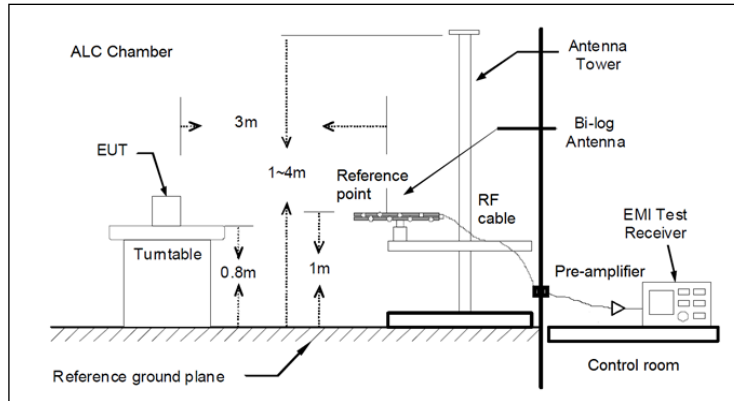 ALC Chamber
Antenna
Tower
3m
Bi-log
Antenna
EUT
1~4m
Reference
point
RF
cable
EMI Test
Receiver
Turntable
0.8m
1m
Pre-amplifier
Control room
Reference ground plane